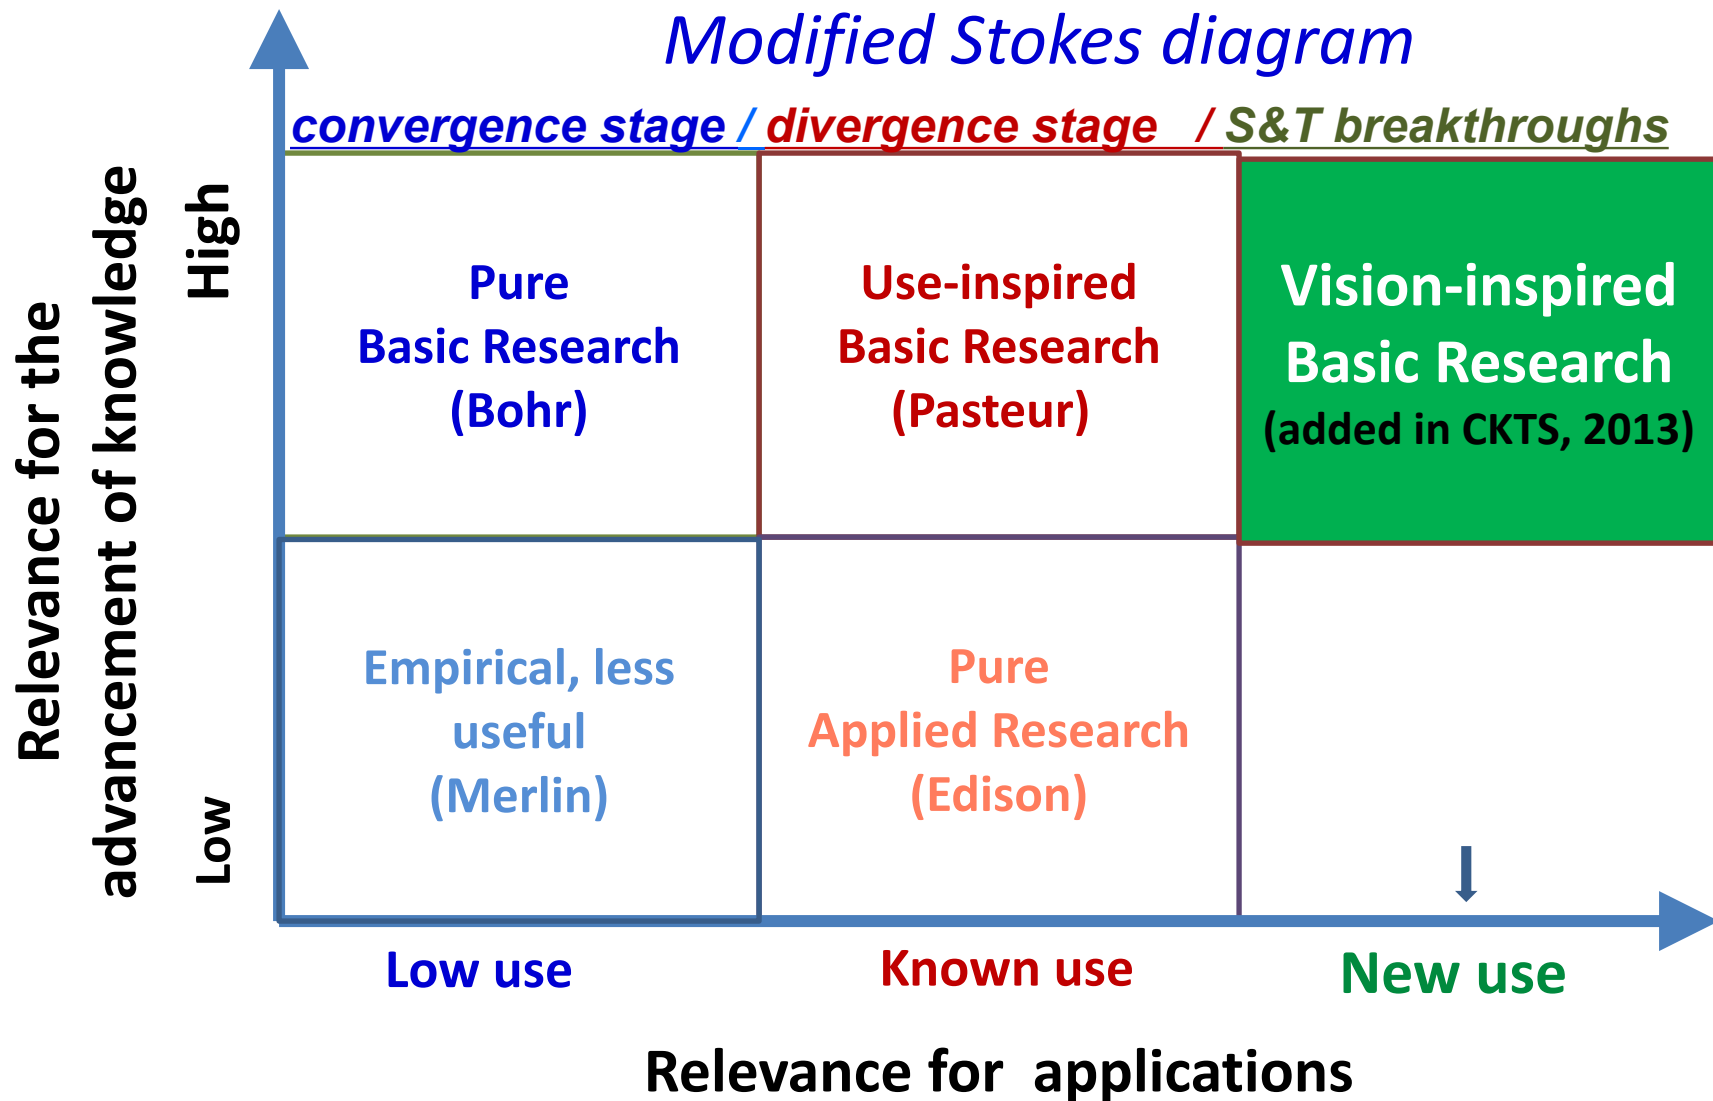 Modified Stokes diagram
convergence stage / divergence stage / S&T breakthroughs
Relevance for the
advancement of knowledge
High
Low
Pure
Basic Research
(Bohr)
Use-inspired
Basic Research
(Pasteur)
Vision-inspired
Basic Research
(added in CKTS, 2013)
Empirical, less
useful
(Merlin)
Pure
Applied Research
(Edison)
Low use
Known use
New use
Relevance for applications